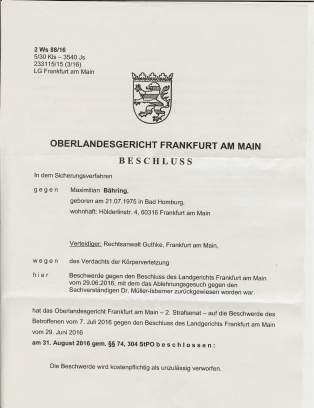 2 Ws 88/16
5/30 Kls – 3540 Js
233115/15 (3/16)
LG Frankfurt am Main
OBERLANDESGERICHT FRANKFURT AM MAIN
BESCHLUSS
In dem Sicherungsverfahren
gegen Maximilian Bähring,
geboren am 21.07.1975 in Bad Homburg,
wohnhaft: Hölderlinstr. 4, 60316 Frankfurt am Main
Verteidiger: Rechtsanwalt Guthke, Frankfurt am Main,
wegen des Verdachts der Körperverletzung
hier Beschwerde gegen den Beschluss des Landgerichts Frankfurt am Main
vom 29.06.2016, mit dem das Ablehnungsgesuch gegen den
Sachverständigen Dr. Müller-Isberner zurückgewiesen worden war.
hat das Oberlandesgericht Frankfurt am Main – 2. Strafsenat – auf die Beschwerde des
Betroffenen vom 7. Juli 2016 gegen den Beschluss des Landgerichts Frankfurt am Main
vom 29. Juni 2016
am 31. August 2016 gem. §§ 74, 304 StPO beschlossen:
Die Beschwerde wird kostenpflichtig als unzulässig verworfen.